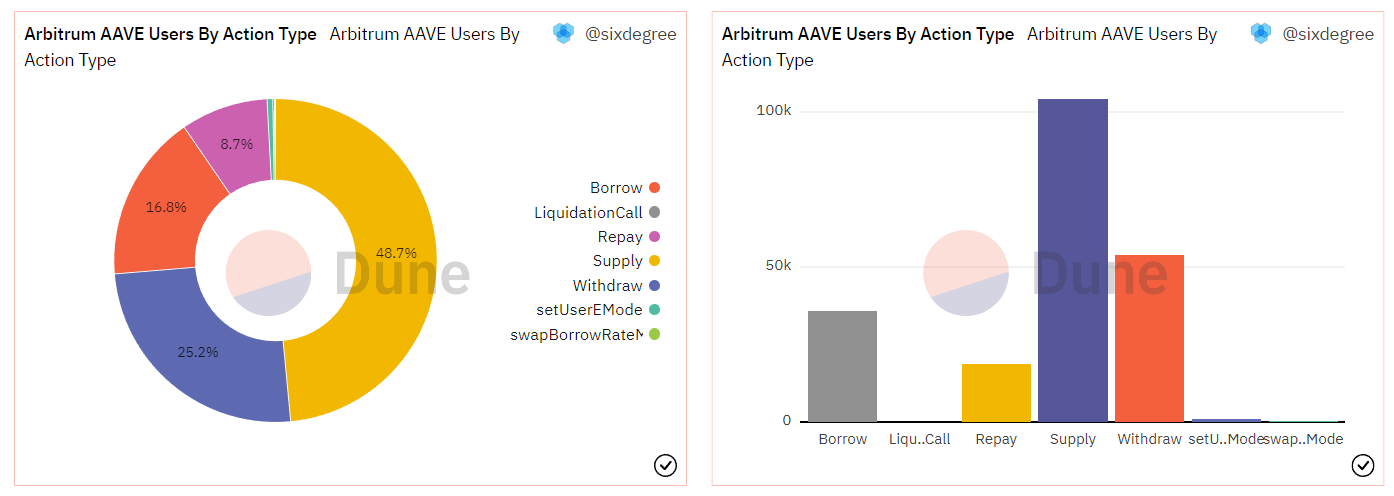 Arbitrum AAVE Users By Action Type Arbitrum AAVE Users By
Action Type
@sixdegree
8.7%
16.8%
48.7%
25.2%
Dune
Borrow
LiquidationCall
Repay
Supply
Withdraw
setUserEMode
swapBorrowRateM
Arbitrum AAVE Users By Action Type Arbitrum AAVE Users By
Action Type
@sixdegree
100k
50k
0
Dune
Borrow
Liqu..Call
Repay
Supply
Withdraw
setU..Mode
swap..Mode